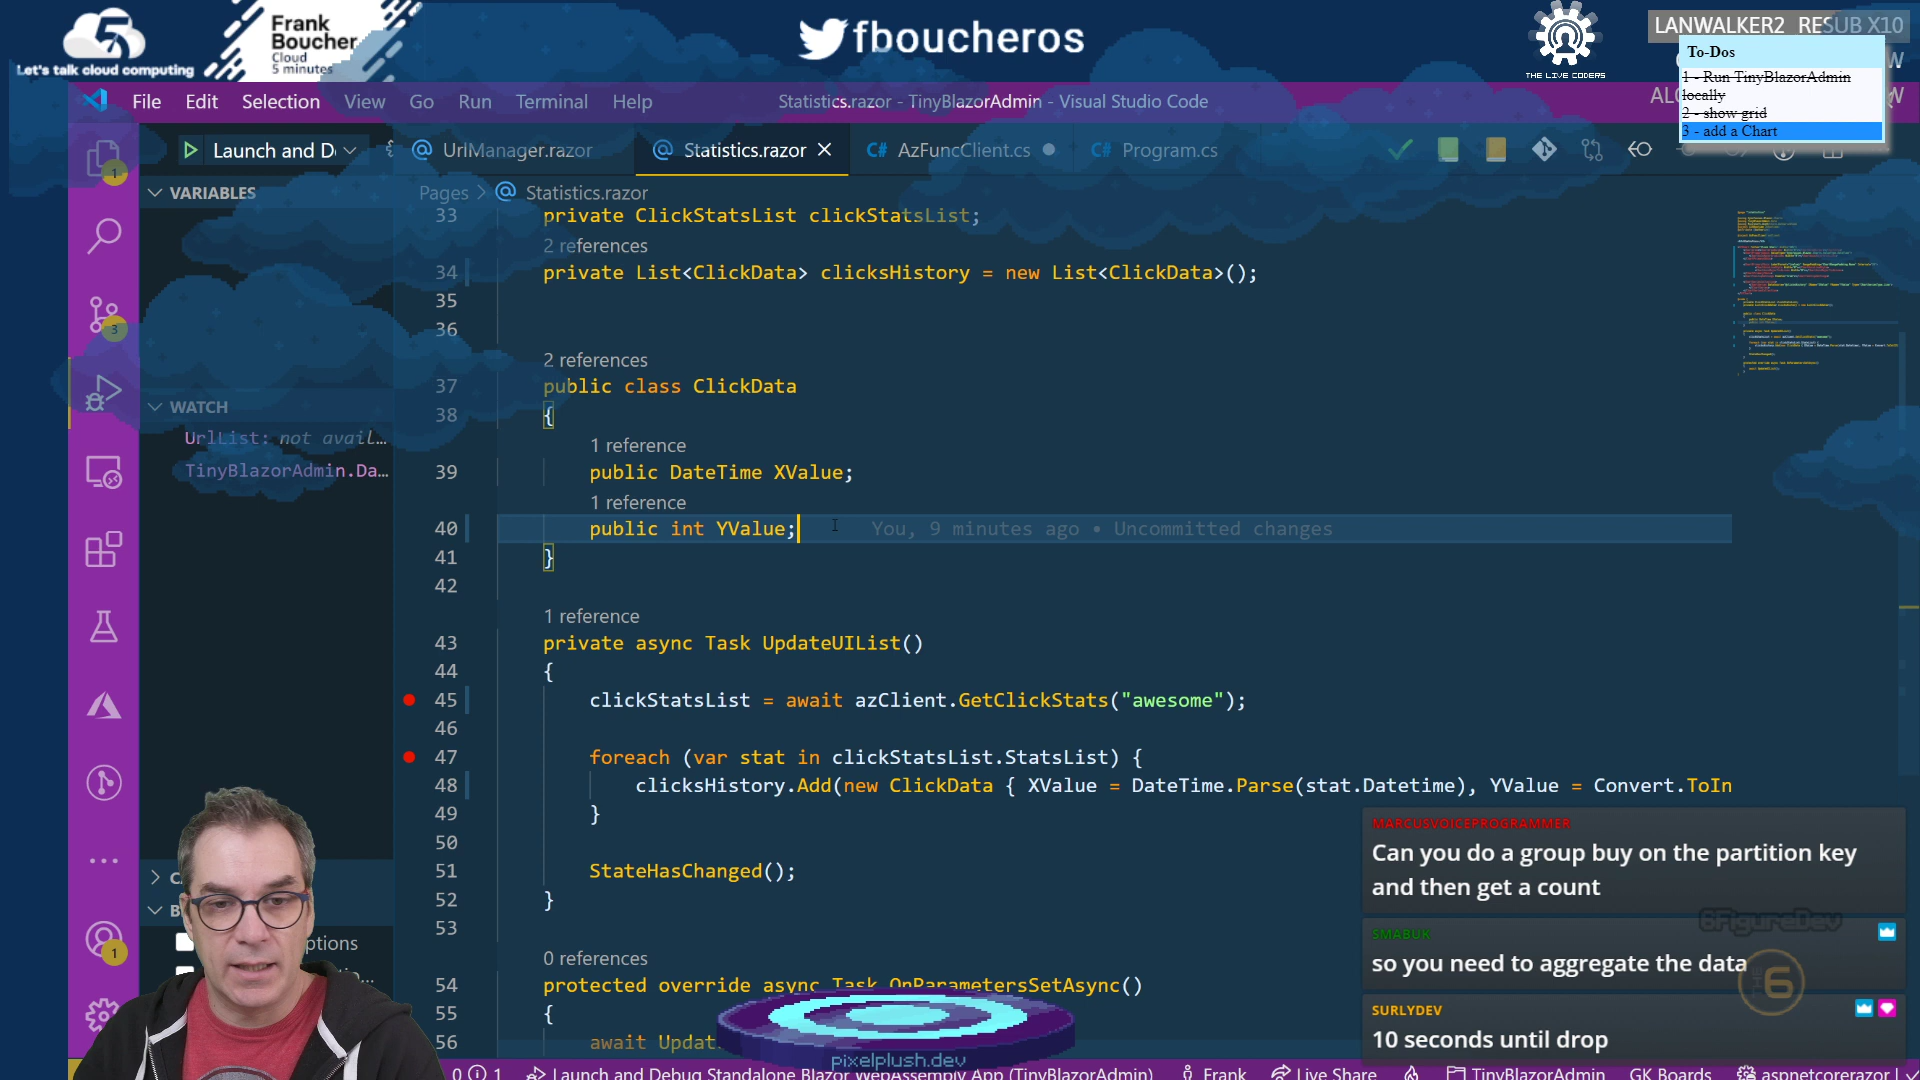 5
Let's talk cloud computing
Frank
Boucher
Cloud
5 minutes
fboucheros
THE LIVE CODERS
LANWALKER2 RESUB X10
To-Dos
1 - Run TinyBlazorAdmin
locally
2 - show grid
3 - add a Chart
File Edit Selection View Go Run Terminal Help
Statistics.razor - TinyBlazorAdmin - Visual Studio Code
Launch and D
UrlManager.razor
Statistics.razor
C# AzFuncClient.cs
C# Program.cs
VARIABLES
Pages > Statistics.razor
33 private ClickStatsList clickStatsList;
2 references
34 private List<ClickData> clicksHistory = new List<ClickData>();
35
36
2 references
37 public class ClickData
38 {
1 reference
39 public DateTime XValue;
1 reference
40 public int YValue; You, 9 minutes ago • Uncommitted changes
41 }
42
1 reference
43 private async Task UpdateUIList()
44 {
45 clickStatsList = await azClient.GetClickStats("awesome");
46
47 foreach (var stat in clickStatsList.StatsList) {
48 clicksHistory.Add(new ClickData { XValue = DateTime.Parse(stat.Datetime), YValue = Convert.ToIn
49 }
50
51 StateHasChanged();
52 }
53
0 references
54 protected override async Task OnParametersSetAsync()
55 {
56 await Updat
WATCH
UrlList: not avail…
TinyBlazorAdmin.Da…
1
3
1
C
B
ptions
MARCUSVOICEPROGRAMMER
Can you do a group buy on the partition key
and then get a count
6FigureDev
SMABUK
so you need to aggregate the data
THE 6
SURLYDEV
10 seconds until drop
pixelplush.dev
0 1 Launch and Debug Standalone Blazor WebAssembly App (TinyBlazorAdmin) Frank Live Share TinyBlazorAdmin GK Boards aspnetcorerazor